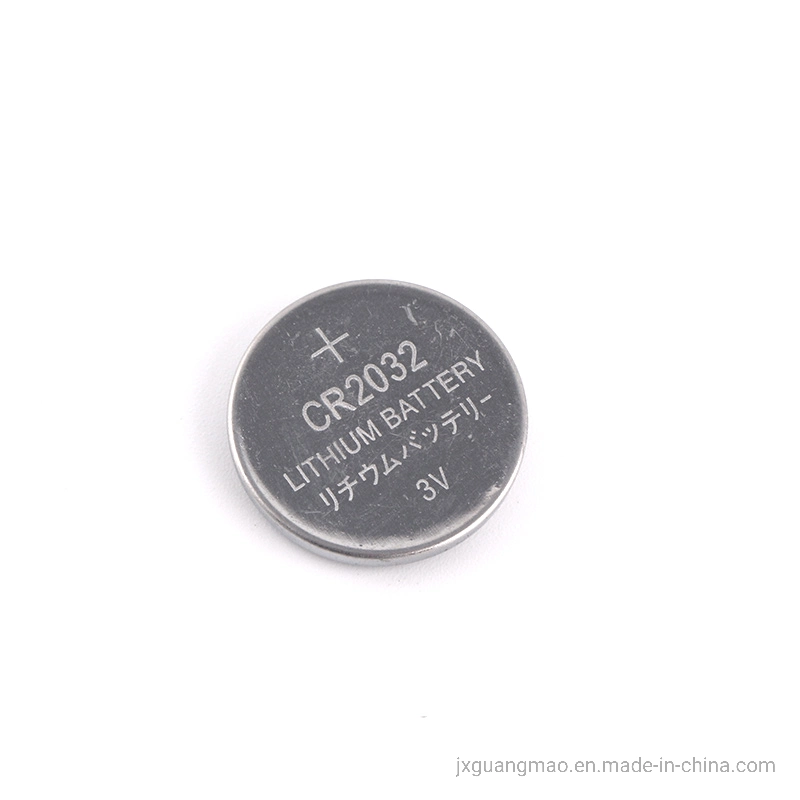 +
CR2032
LITHIUM BATTERY
リチウムバッテリー
3V
jxguangmao.en.made-in-china.com